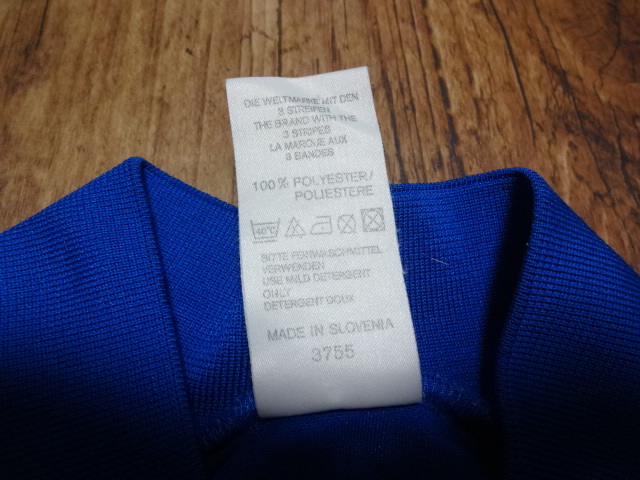 DIE WELTMARKE MIT DEN
3 STREIFEN
THE BRAND WITH THE
3 STRIPES
LA MARQUE AUX
3 BANDES
100% POLYESTER/
POLIESTERE
40°C
BITTE FEINWASCHMITTEL
VERWENDEN
USE MILD DETERGENT
ONLY
DETERGENT DOUX
MADE IN SLOVENIA
3755